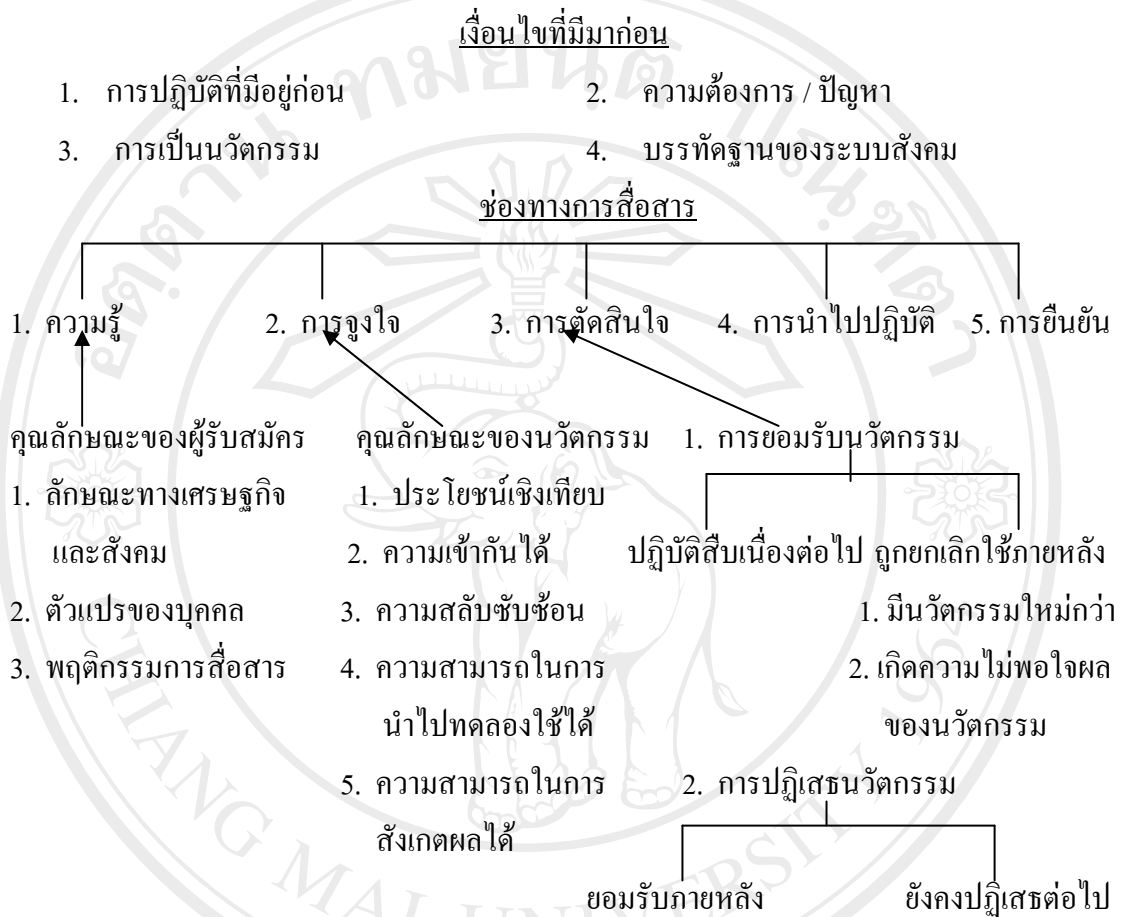 เงื่อนไขที่มีมาก่อน
1. การปฏิบัติที่มีอยู่ก่อน 2. ความต้องการ / ปัญหา
3. การเป็นนวัตกรรม 4. บรรทัดฐานของระบบสังคม
ช่องทางการสื่อสาร
1. ความรู้ 2. การจูงใจ 3. การตัดสินใจ 4. การนำไปปฏิบัติ 5. การยืนยัน
คุณลักษณะของผู้รับสมัคร
1. ลักษณะทางเศรษฐกิจ
และสังคม
2. ตัวแปรของบุคคล
3. พฤติกรรมการสื่อสาร
คุณลักษณะของนวัตกรรม
1. ประโยชน์เชิงเทียบ
2. ความเข้ากันได้
3. ความสลับซับซ้อน
4. ความสามารถในการ
นำไปทดลองใช้ได้
5. ความสามารถในการ
สังเกตผลได้
1. การยอมรับนวัตกรรม
ปฏิบัติสืบเนื่องต่อไป ถูกยกเลิกใช้ภายหลัง
1. มีนวัตกรรมใหม่กว่า
2. เกิดความไม่พอใจผล
ของนวัตกรรม
2. การปฏิเสธนวัตกรรม
ยอมรับภายหลัง ยังคงปฏิเสธต่อไป
CHIANG MAI UNIVERSITY 196